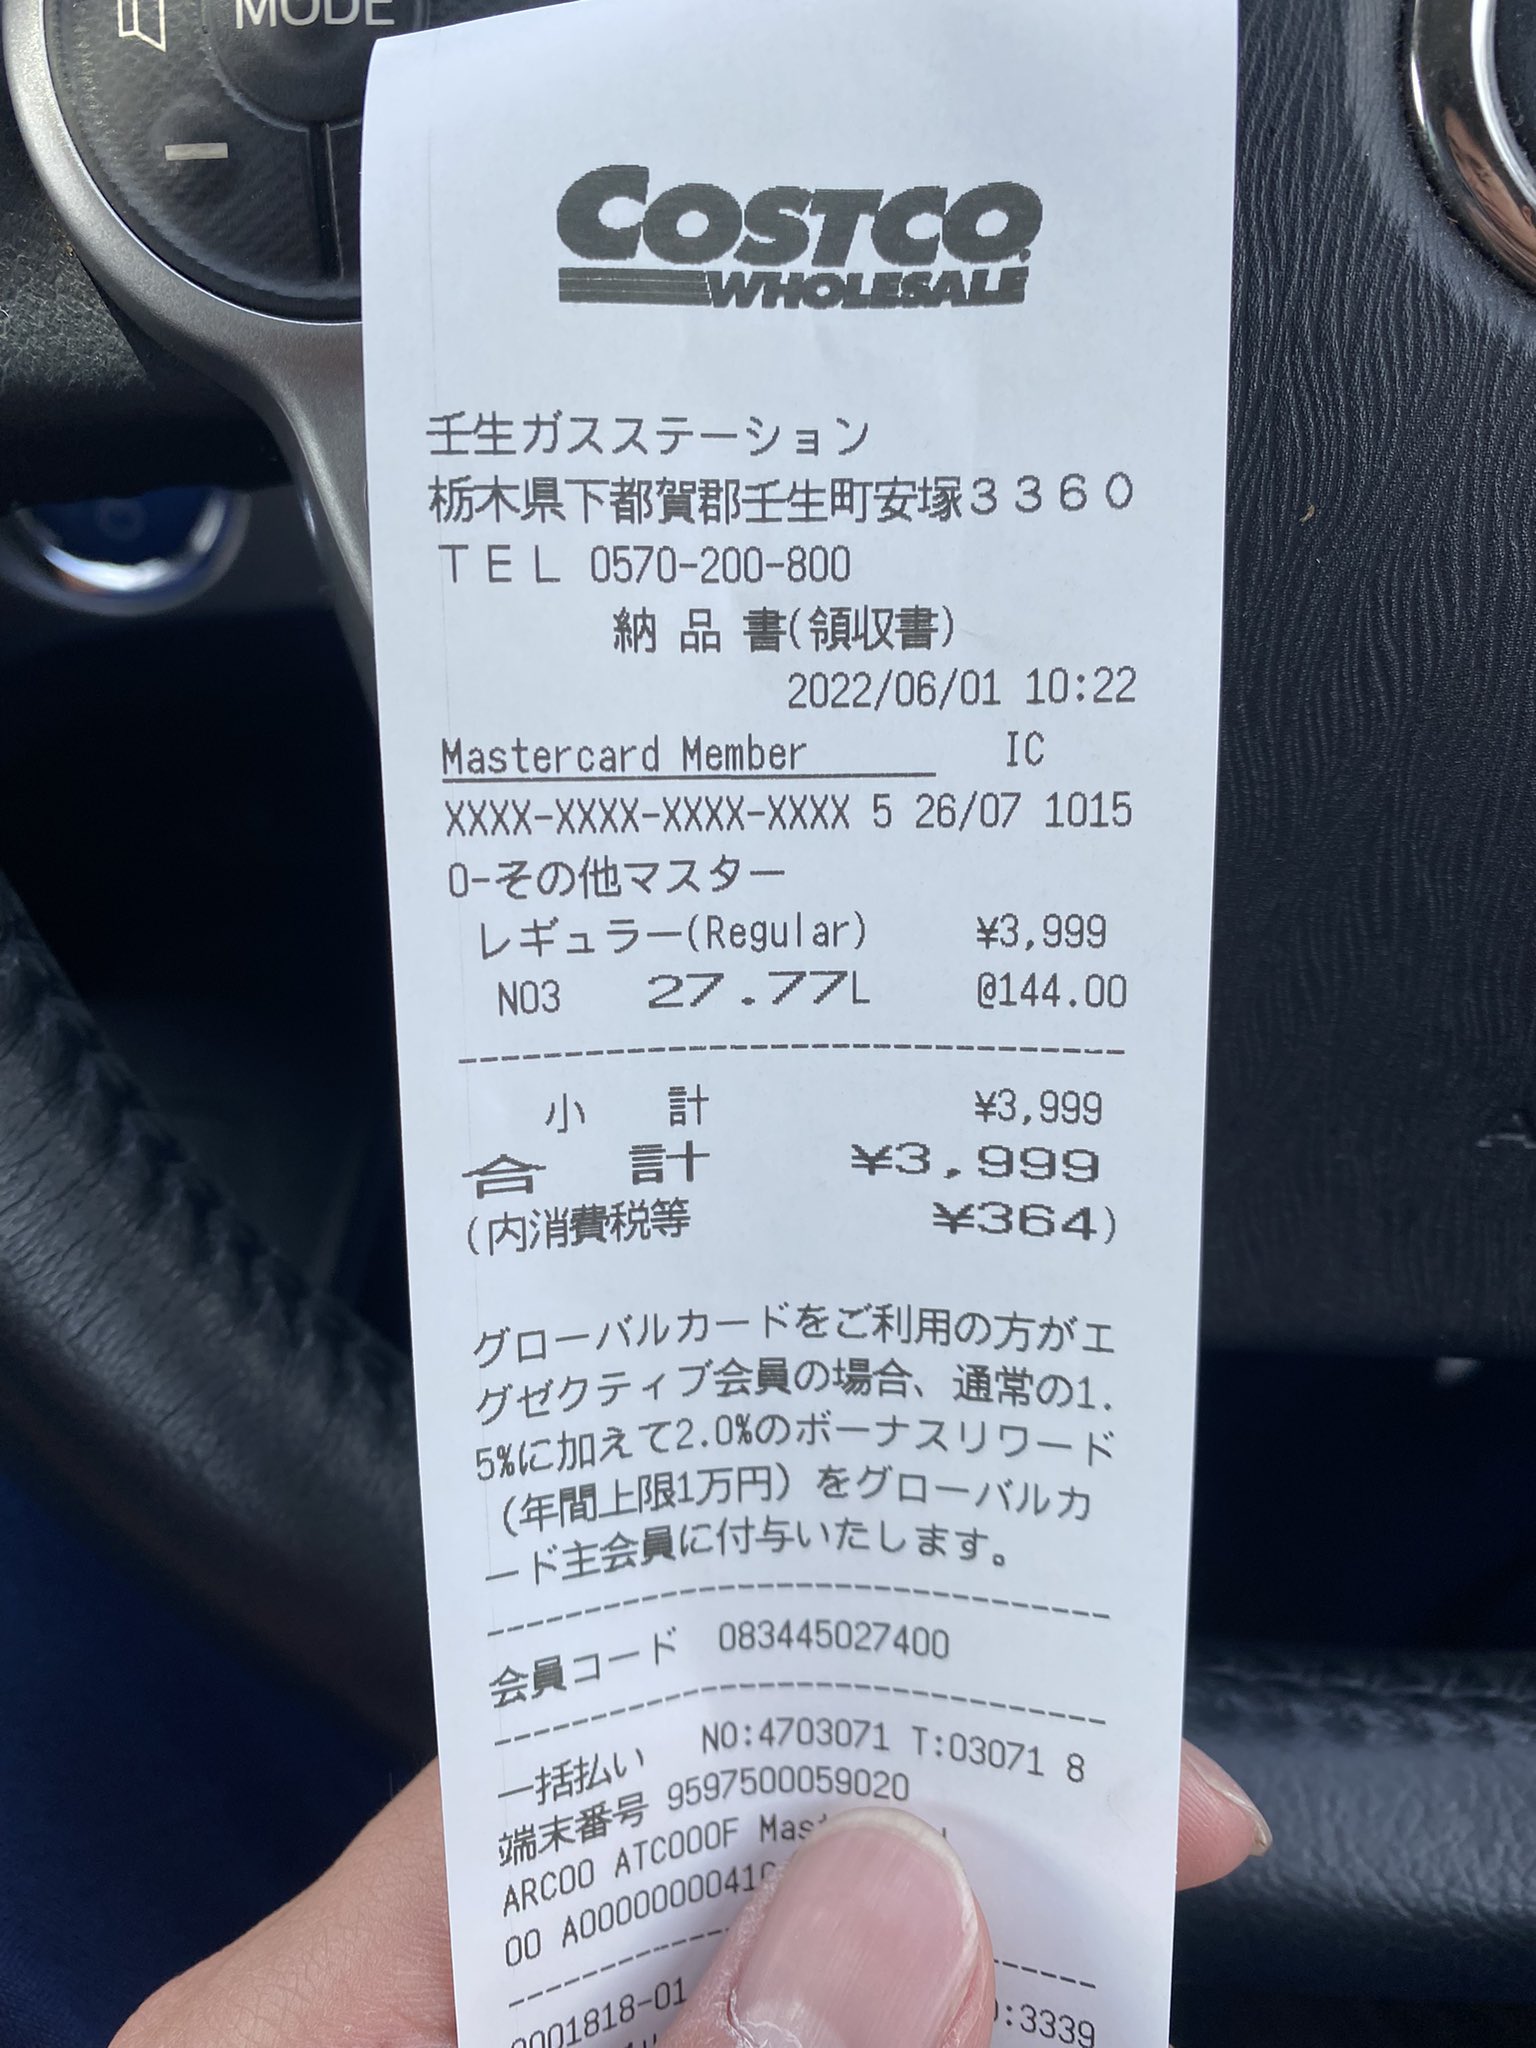 MODE
COSTCO
WHOLESALE
壬生ガスステーション
栃木県下都賀郡壬生町安塚3360
TEL 0570-200-800
納品書(領収書)
2022/06/01 10:22
Mastercard Member IC
XXXX-XXXX-XXXX-XXXX 5 26/07 1015
0-その他マスター
レギュラー(Regular) ¥3,999
NO3 27.77L @144.00
小計 ¥3,999
合計 ¥3,999
(内消費税等 ¥364)
グローバルカードをご利用の方がエ
グゼクティブ会員の場合、通常の1.
5%に加えて2.0%のボーナスリワード
(年間上限1万円)をグローバルカ
ード主会員に付与いたします。
会員コード 083445027400
一括払い NO:4703071 T:03071 8
端末番号 9597500059020
ARC00 ATC000F
00
0001818-01 :3339